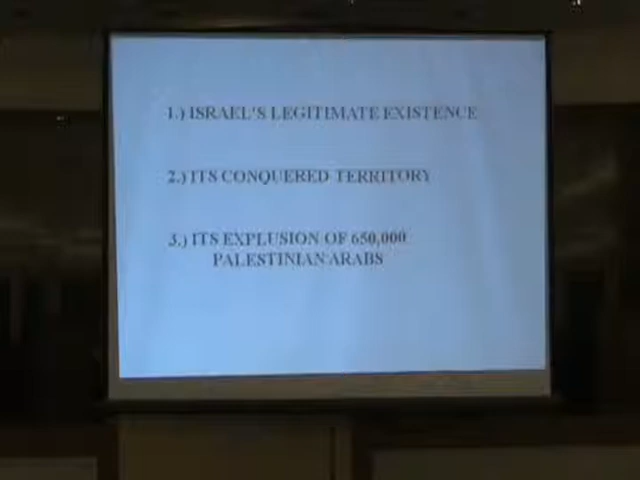 1.) ISRAEL'S LEGITIMATE EXISTENCE
2.) ITS CONQUERED TERRITORY
3.) ITS EXPLUSION OF 650,000
PALESTINIAN ARABS